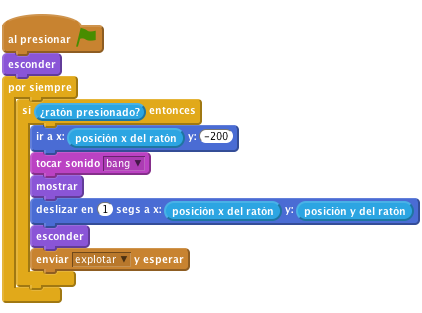 al presionar
esconder
por siempre
si ¿ratón presionado? entonces
ir a x: posición x del ratón y: -200
tocar sonido bang
mostrar
deslizar en 1 segs a x: posición x del ratón y: posición y del ratón
esconder
enviar explotar y esperar